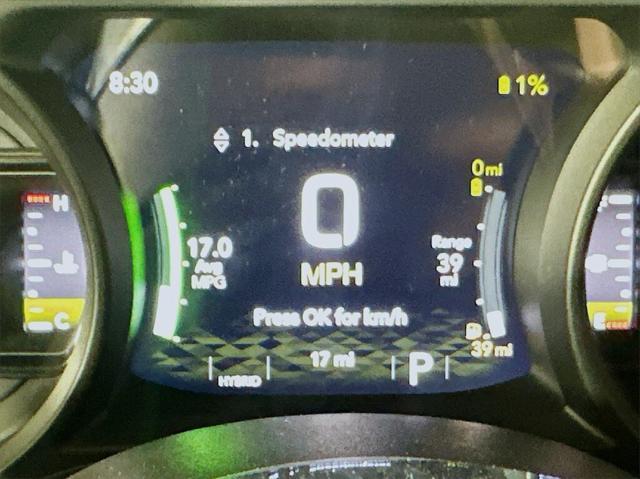 8:30
1%
1. Speedometer
0 mi
H
0
17.0
Avg
MPG
Range
39
mi
MPH
C
E
Press OK for km/h
39 mi
HYBRID
17 mi
P